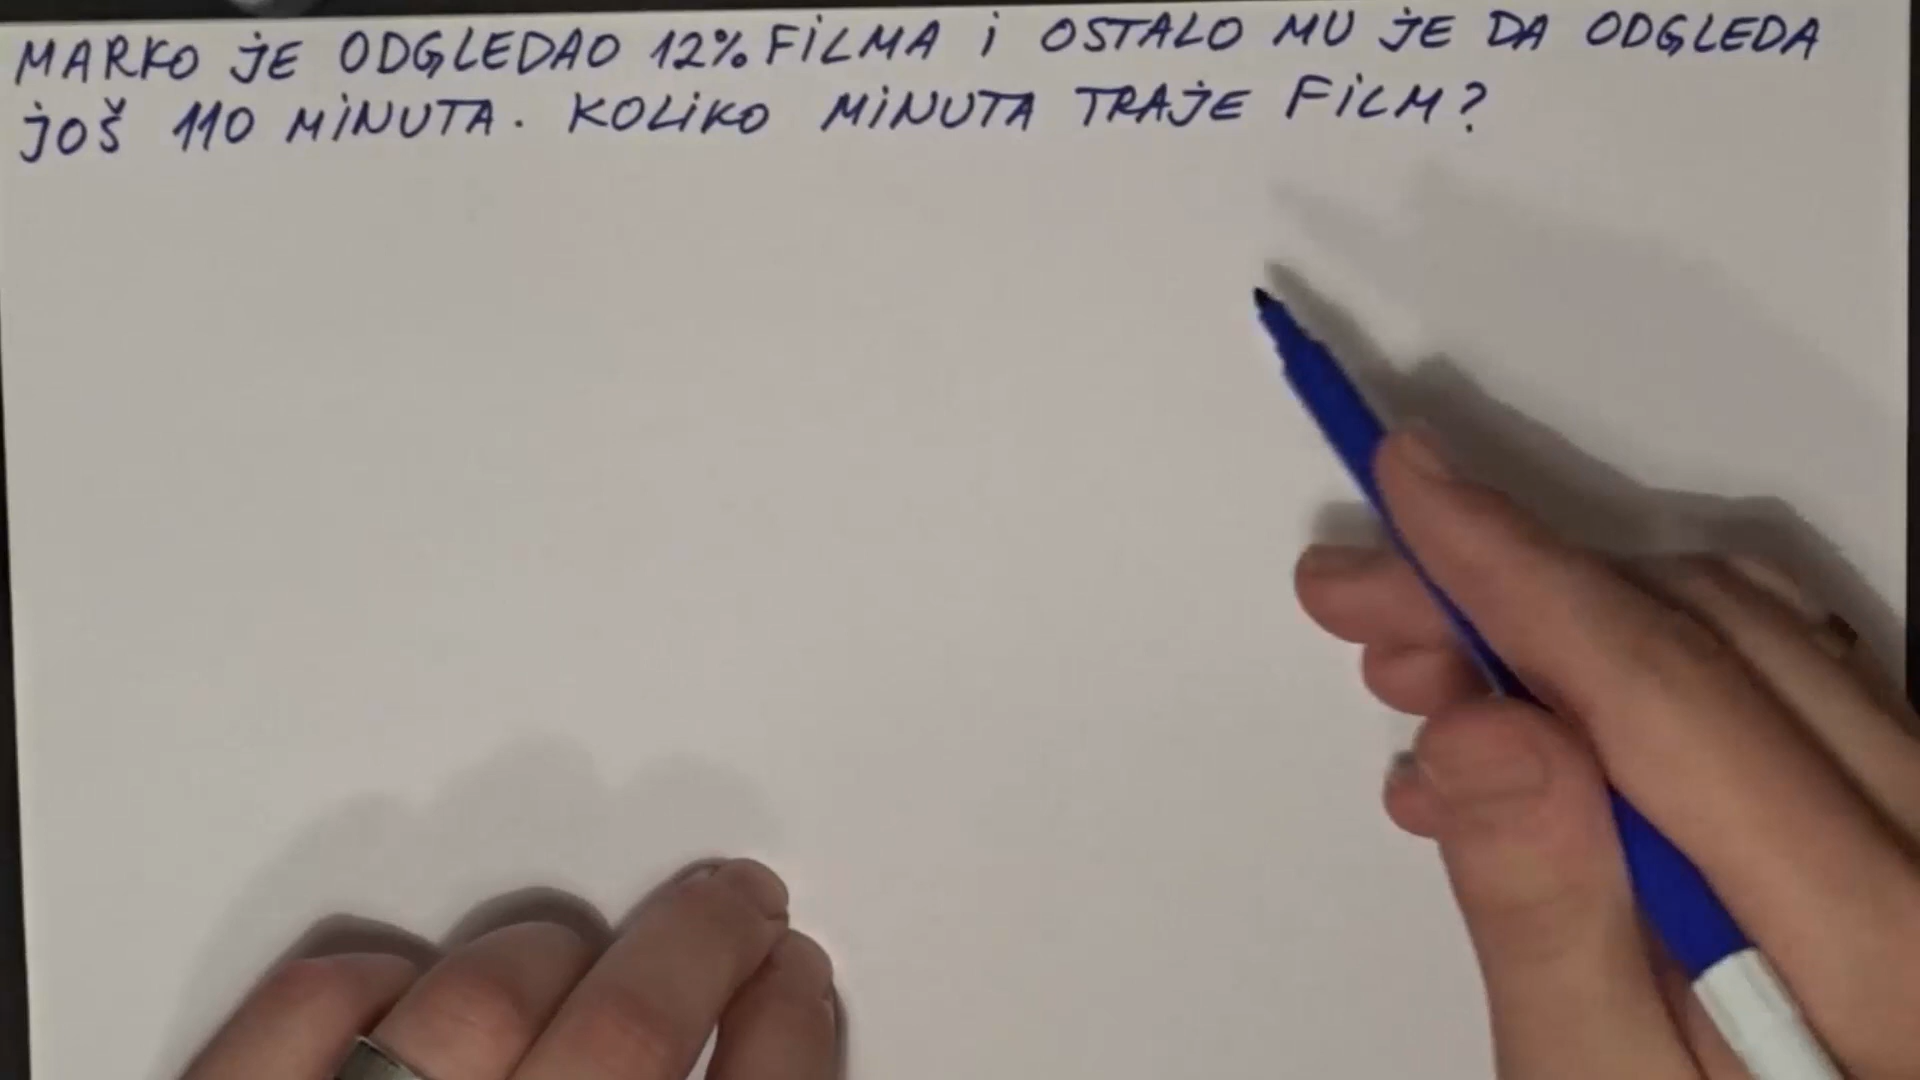 MARKO JE ODGLEDAO 12% FILMA I OSTALO MU JE DA ODGLEDA
JOŠ 110 MINUTA. KOLIKO MINUTA TRAJE FILM?